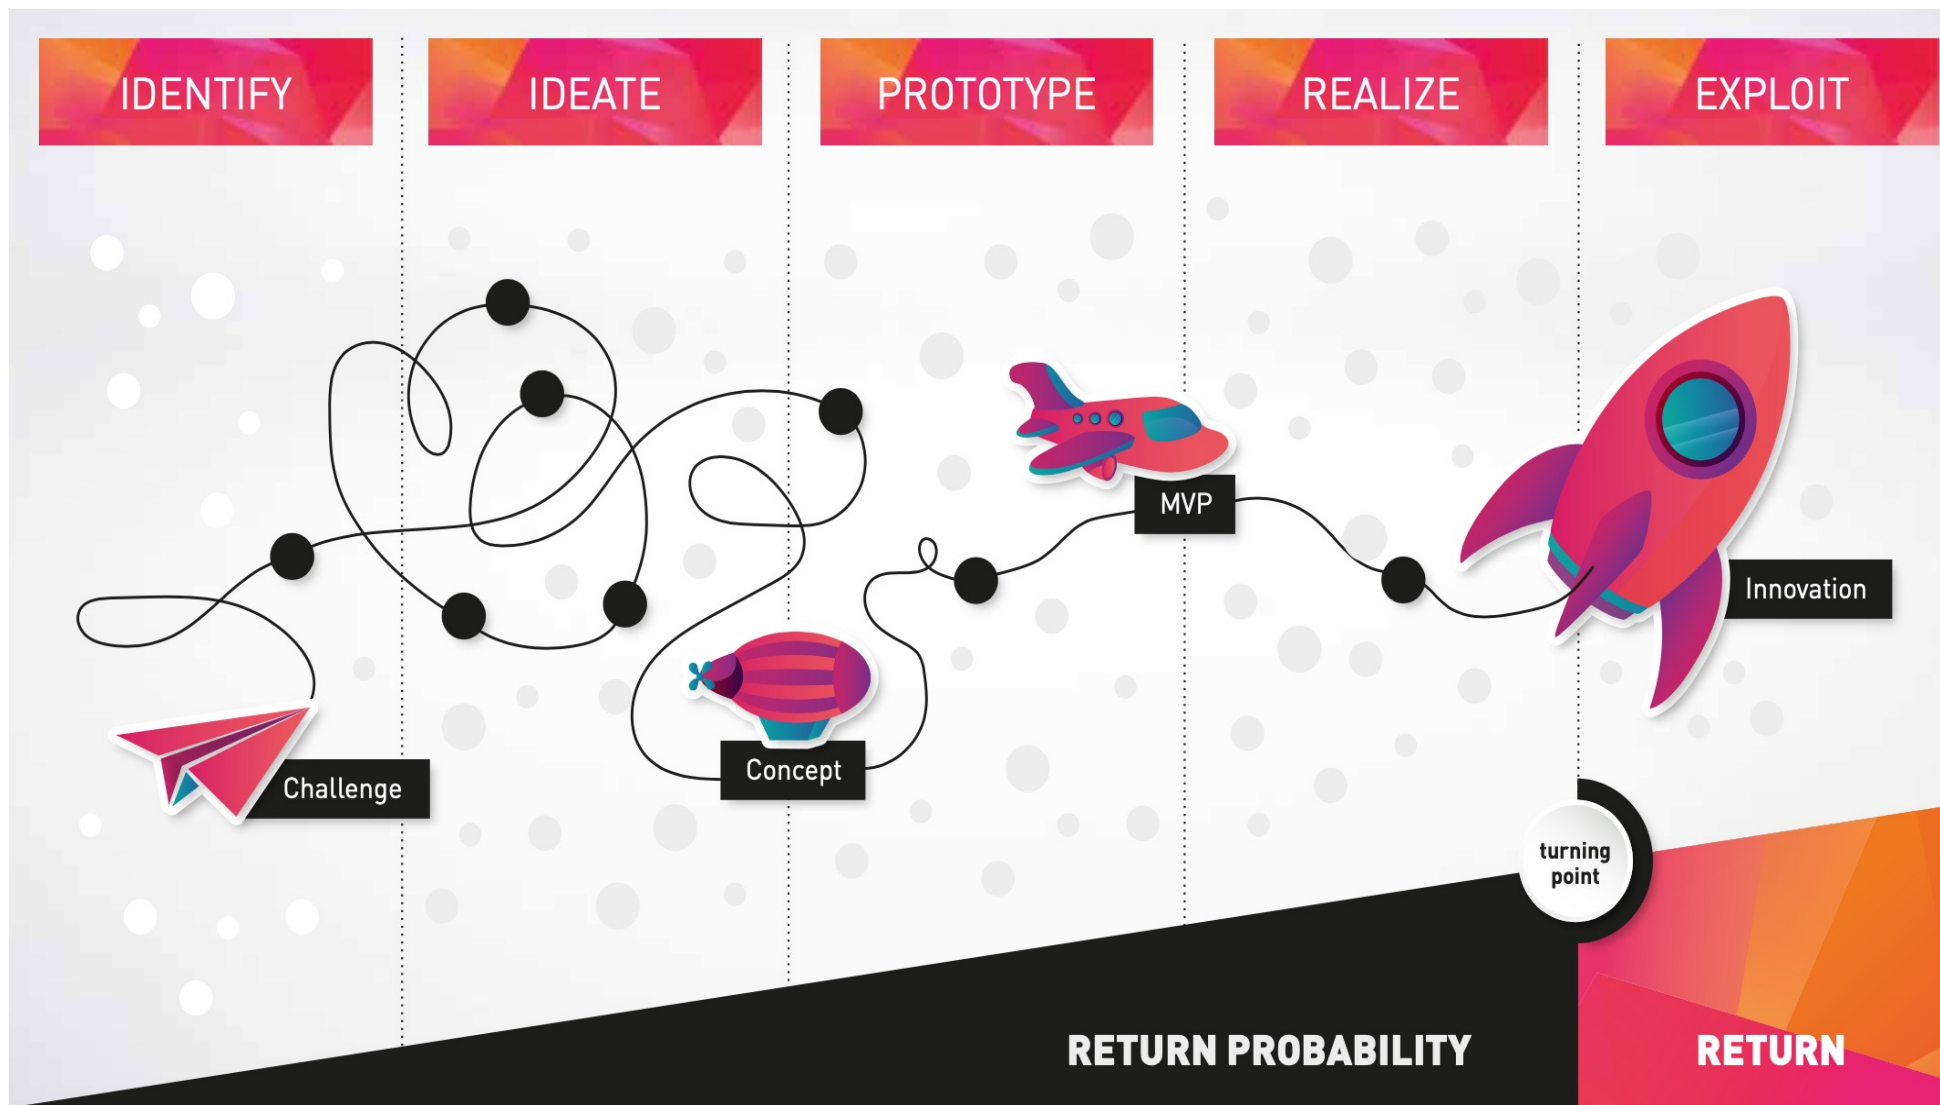 IDENTIFY
IDEATE
PROTOTYPE
REALIZE
EXPLOIT
MVP
Innovation
Concept
Challenge
turning
point
RETURN PROBABILITY
RETURN